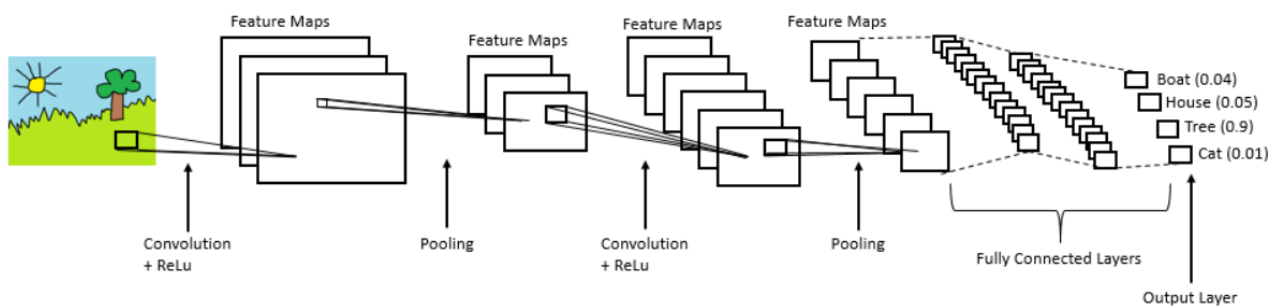 Feature Maps
Feature Maps
Feature Maps
Feature Maps
Boat (0.04)
House (0.05)
Tree (0.9)
Cat (0.01)
Convolution
+ ReLu
Pooling
Convolution
+ ReLu
Pooling
Fully Connected Layers
Output Layer